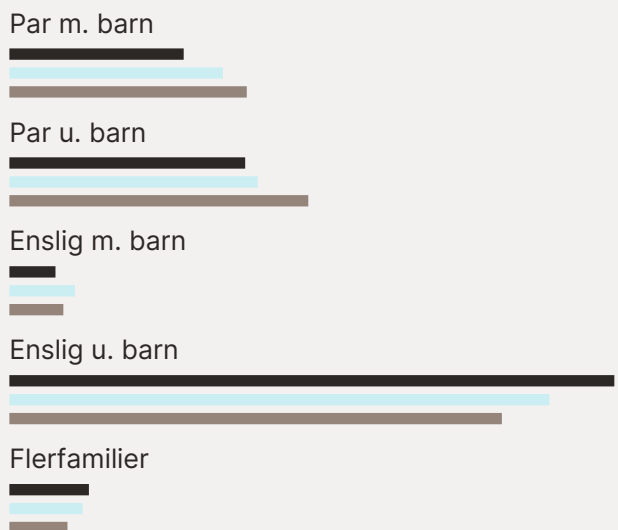 Par m. barn
Par u. barn
Enslig m. barn
Enslig u. barn
Flerfamilier